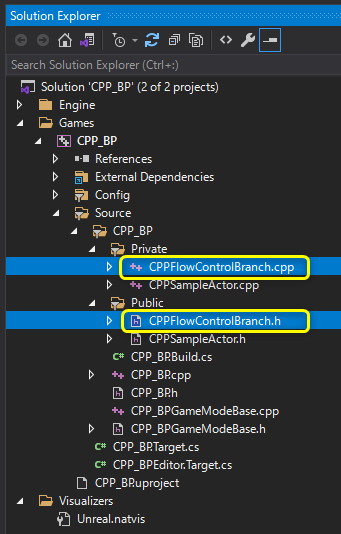 Solution Explorer
Search Solution Explorer (Ctrl+;)
Solution 'CPP_BP' (2 of 2 projects)
Engine
Games
CPP_BP
References
External Dependencies
Config
Source
CPP_BP
Private
CPPFlowControlBranch.cpp
CPPSampleActor.cpp
Public
CPPFlowControlBranch.h
CPPSampleActor.h
CPP_BP.Build.cs
CPP_BP.cpp
CPP_BP.h
CPP_BPGameModeBase.cpp
CPP_BPGameModeBase.h
CPP_BP.Target.cs
CPP_BPEditor.Target.cs
CPP_BP.uproject
Visualizers
Unreal.natvis